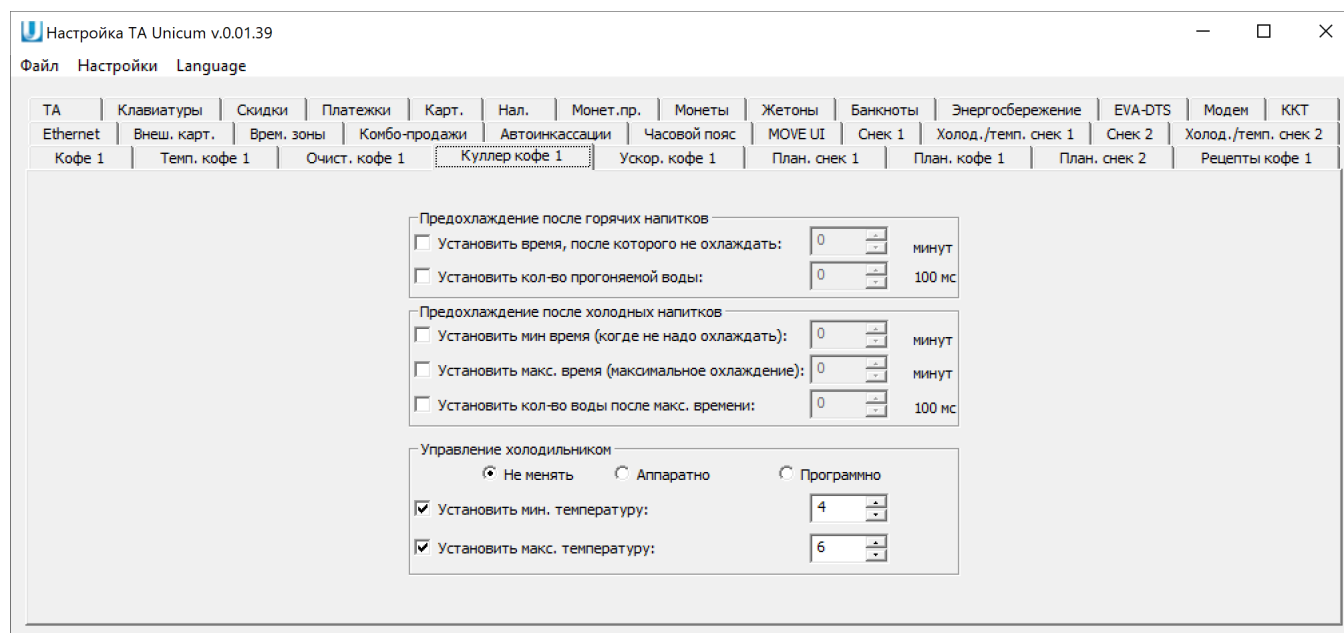 Настройка ТА Unicum v.0.01.39
Файл Настройки Language
ТА Клавиатуры Скидки Платежки Карт. Нал. Монет.пр. Монеты Жетоны Банкноты Энергосбережение EVA-DTS Модем ККТ
Ethernet Внеш. карт. Врем. зоны Комбо-продажи Автоинкассации Часовой пояс MOVE UI Снек 1 Холод./темп. снек 1 Снек 2 Холод./темп. снек 2
Кофе 1 Темп. кофе 1 Очист. кофе 1 Куллер кофе 1 Ускор. кофе 1 План. снек 1 План. кофе 1 План. снек 2 Рецепты кофе 1
Предохлаждение после горячих напитков
Установить время, после которого не охлаждать: 0 минут
Установить кол-во прогоняемой воды: 0 100 мс
Предохлаждение после холодных напитков
Установить мин время (когда не надо охлаждать): 0 минут
Установить макс. время (максимальное охлаждение): 0 минут
Установить кол-во воды после макс. времени: 0 100 мс
Управление холодильником
Не менять Аппаратно Программно
Установить мин. температуру: 4
Установить макс. температуру: 6